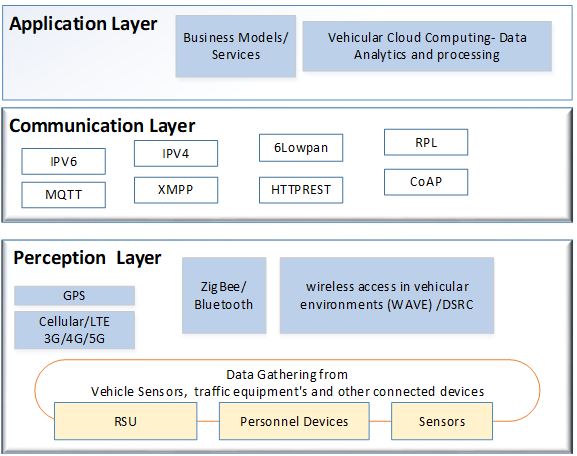 Application Layer
Business Models/
Services
Vehicular Cloud Computing- Data
Analytics and processing
Communication Layer
IPV6
IPV4
6Lowpan
RPL
MQTT
XMPP
HTTPREST
CoAP
Perception Layer
GPS
Cellular/LTE
3G/4G/5G
ZigBee/
Bluetooth
wireless access in vehicular
environments (WAVE) /DSRC
Data Gathering from
Vehicle Sensors, traffic equipment's and other connected devices
RSU
Personnel Devices
Sensors